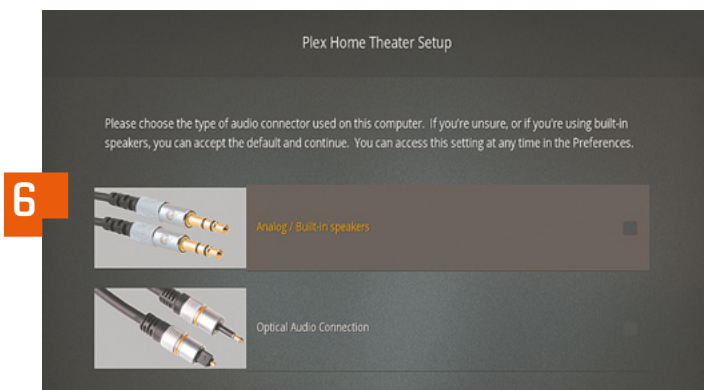 Plex Home Theater Setup
Please choose the type of audio connector used on this computer. If you're unsure, or if you're using built-in
speakers, you can accept the default and continue. You can access this setting at any time in the Preferences.
6
Analog / Built-in speakers
Optical Audio Connection